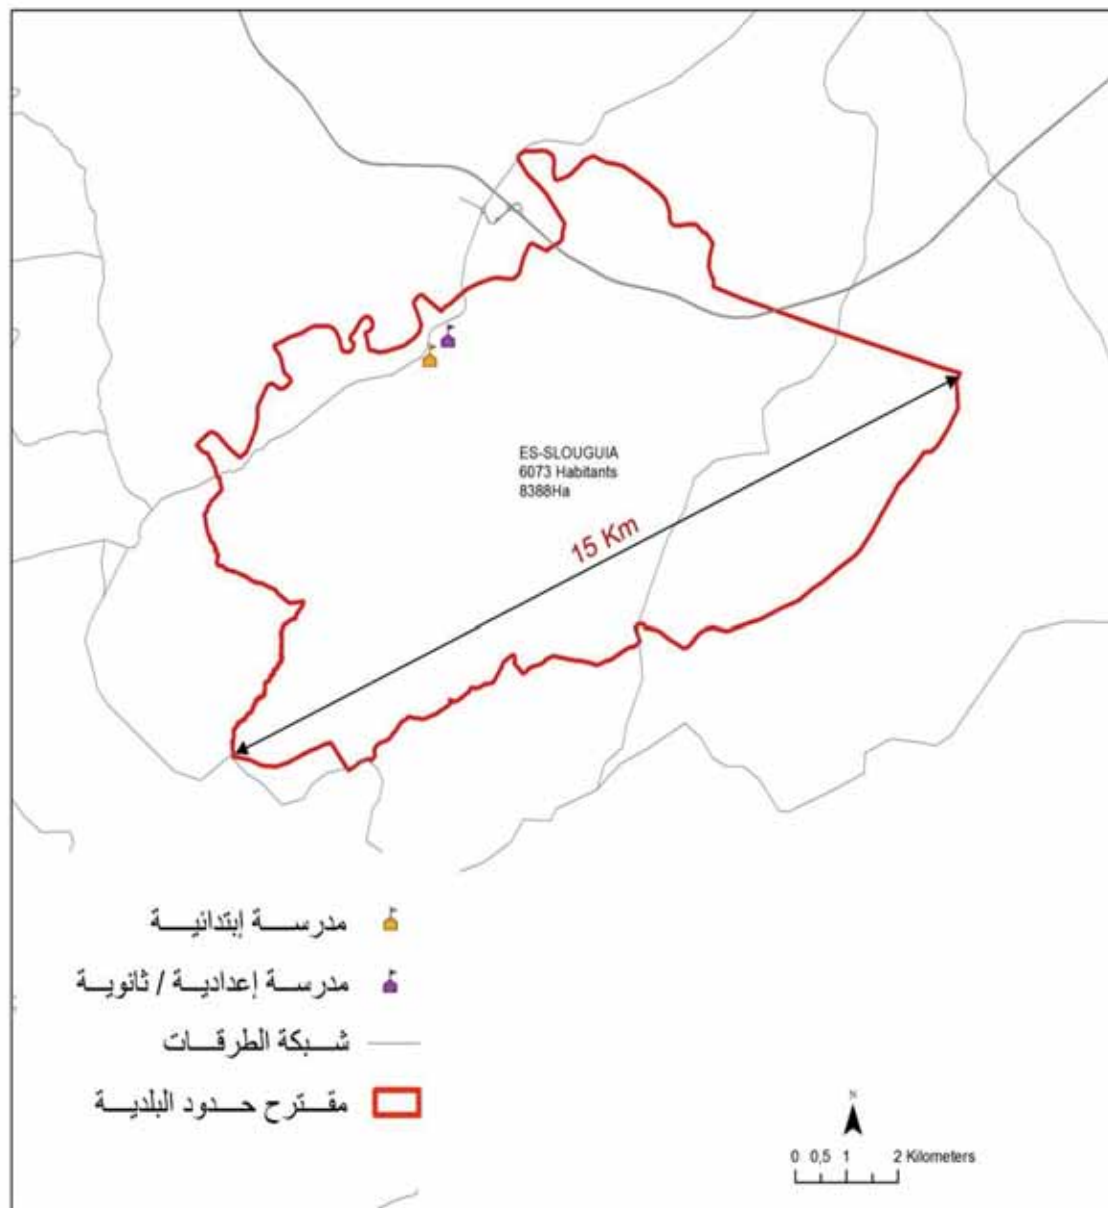 ES-SLOUGUIA
6073 Habitants
8388Ha
15 Km
مدرسة إبتدائية
مدرسة إعدادية / ثانوية
شبكة الطرقات
مقترح حدود البلدية
N
0 0,5 1 2 Kilometers